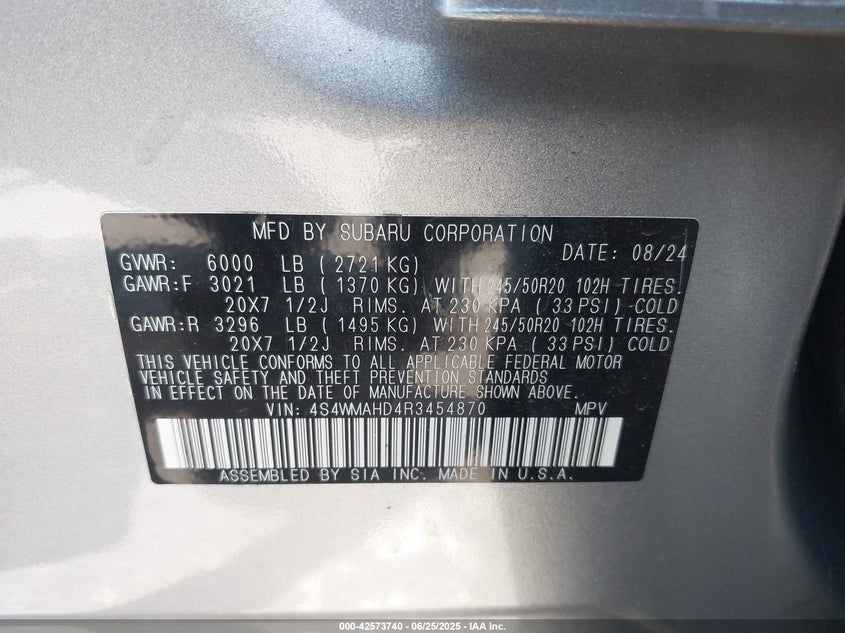 MFD BY SUBARU CORPORATION DATE: 08/24
GVWR: 6000 LB ( 2721 KG)
GAWR:F 3021 LB ( 1370 KG) WITH 245/50R20 102H TIRES.
20X7 1/2J RIMS. AT 230 KPA ( 33 PSI) COLD
GAWR:R 3296 LB ( 1495 KG) WITH 245/50R20 102H TIRES.
20X7 1/2J RIMS. AT 230 KPA ( 33 PSI) COLD
THIS VEHICLE CONFORMS TO ALL APPLICABLE FEDERAL MOTOR
VEHICLE SAFETY AND THEFT PREVENTION STANDARDS
IN EFFECT ON THE DATE OF MANUFACTURE SHOWN ABOVE.
VIN: 4S4WMAHD4R3454870 MPV
ASSEMBLED BY SIA INC. MADE IN U.S.A.
000-42573740 - 06/25/2025 - IAA Inc.